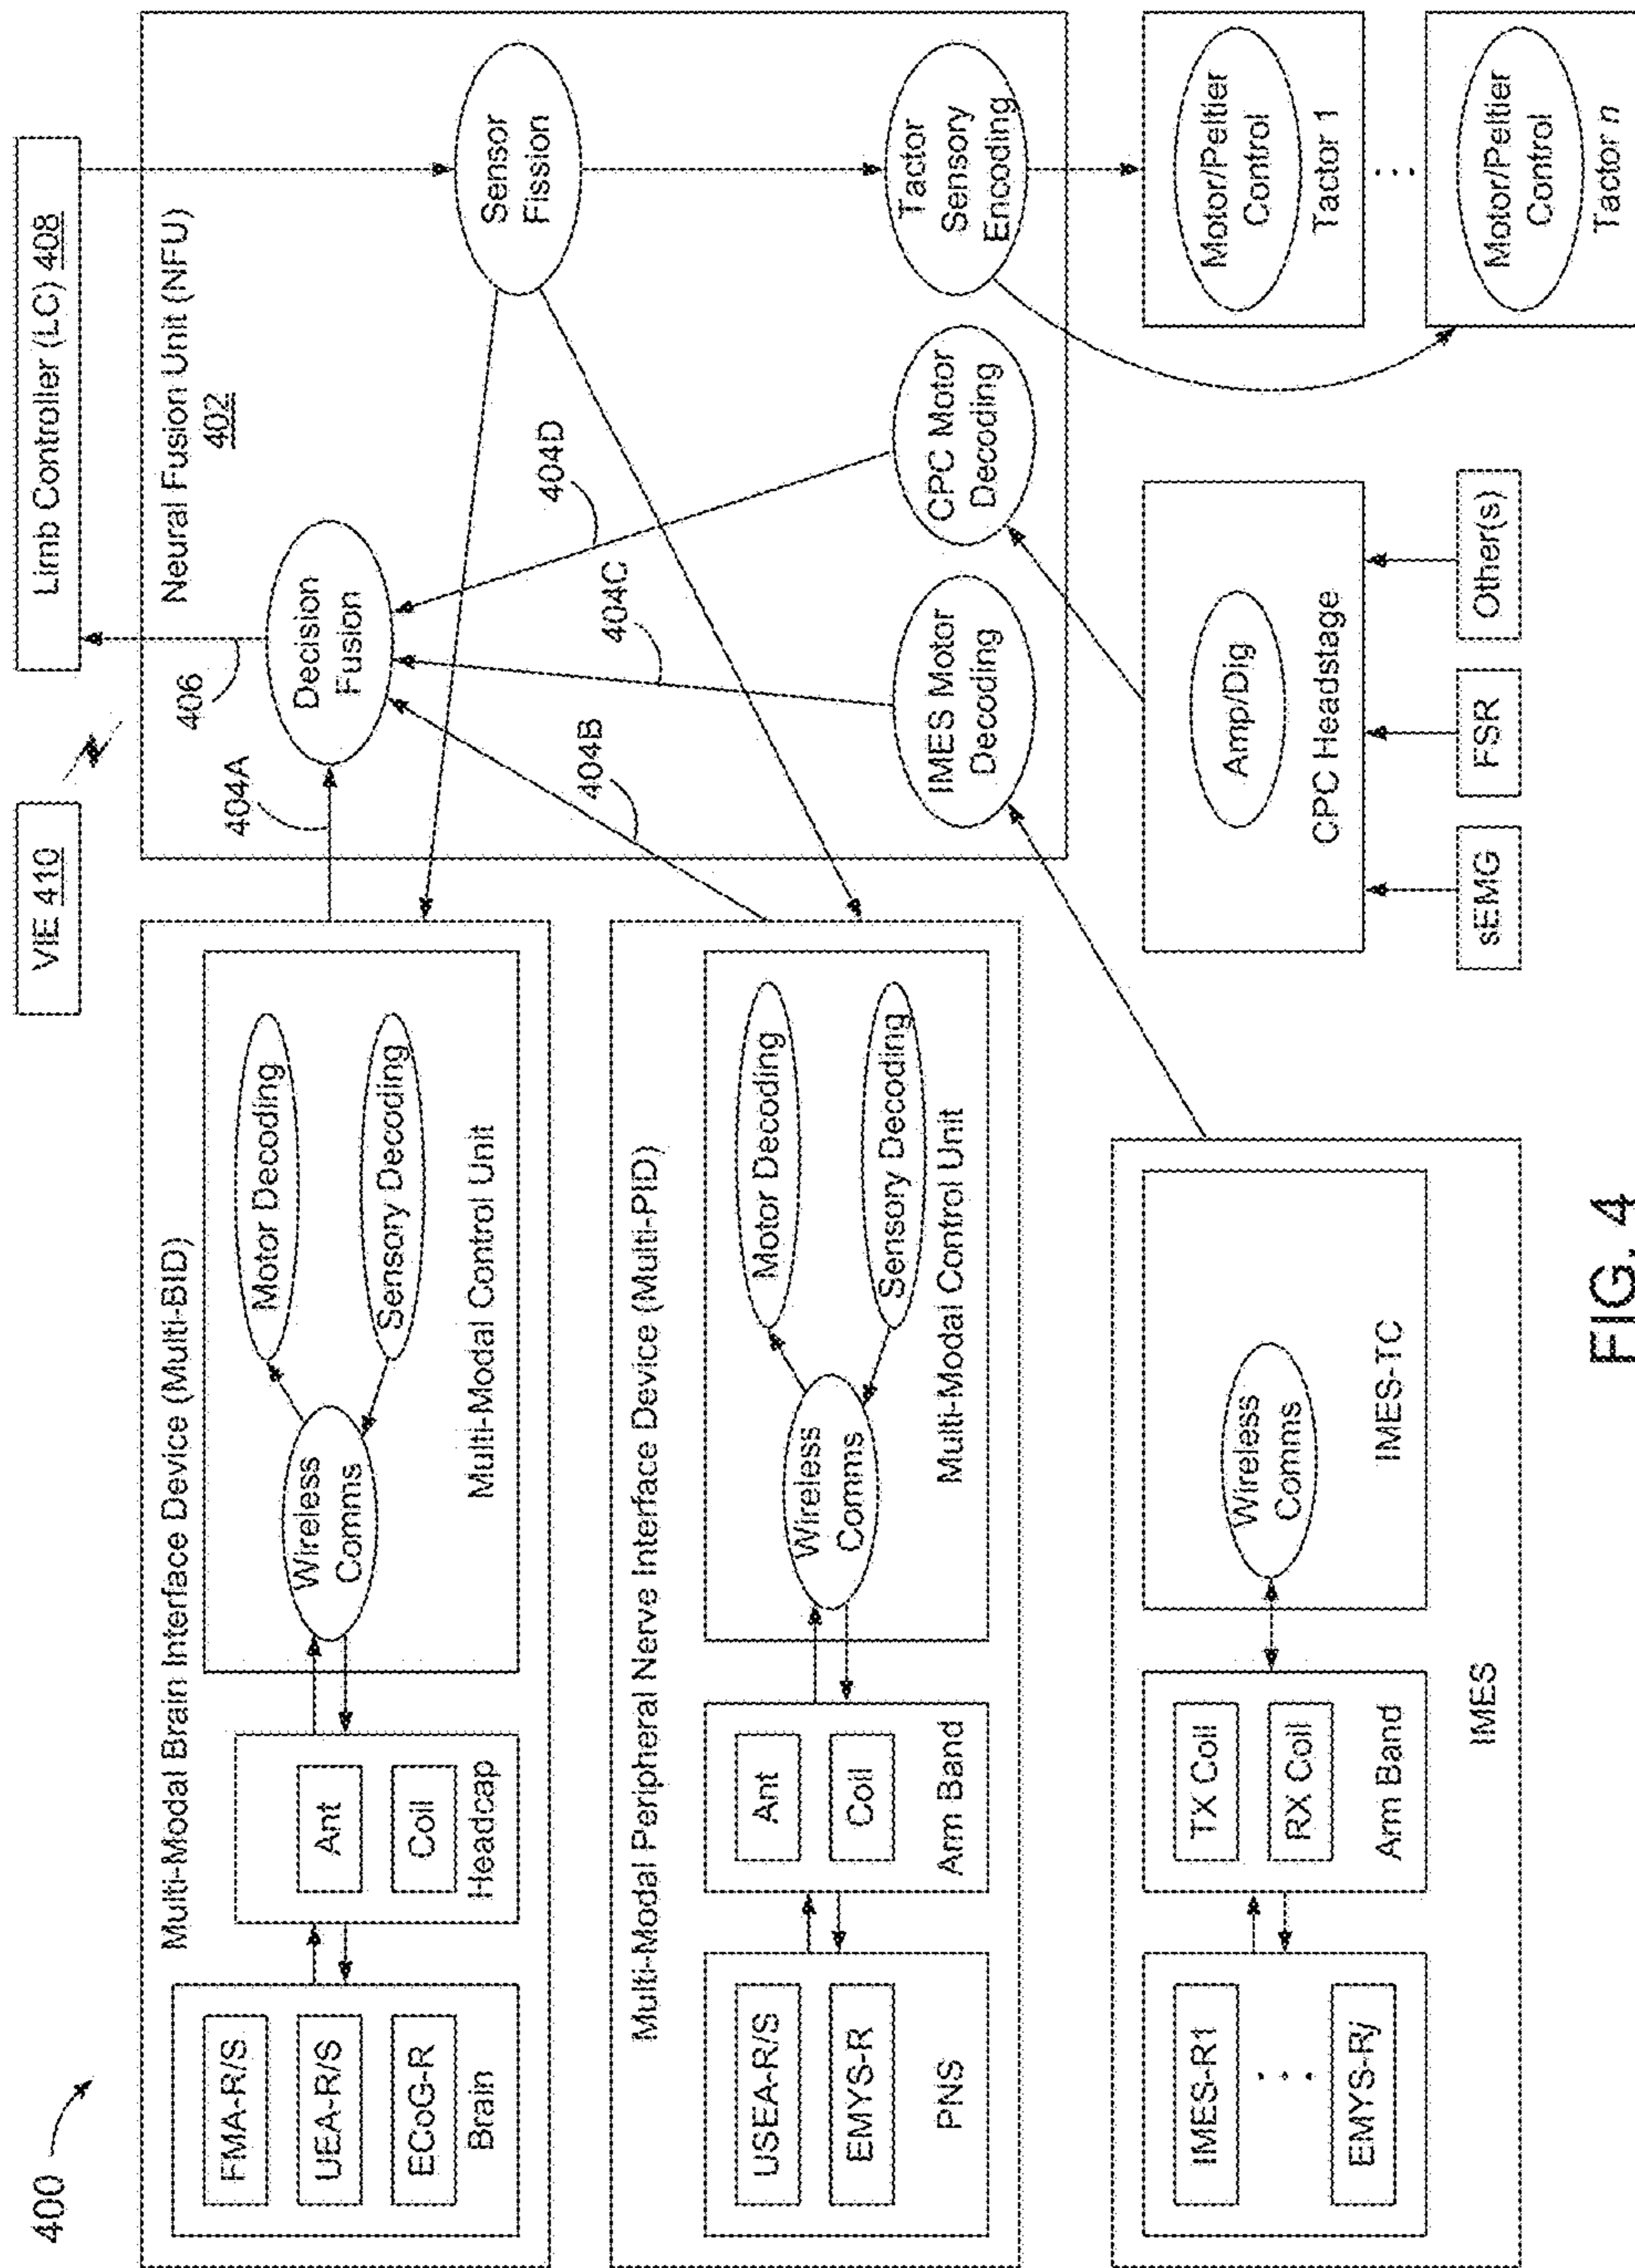 400
VIE 410
Limb Controller (LC) 408
Multi-Modal Brain Interface Device (Multi-BID)
FMA-R/S
UEA-R/S
ECoG-R
Brain
Ant
Coil
Headcap
Wireless
Comms
Motor Decoding
Sensory Decoding
Multi-Modal Control Unit
Multi-Modal Peripheral Nerve Interface Device (Multi-PID)
USEA-R/S
EMYS-R
PNS
Ant
Coil
Arm Band
Wireless
Comms
Motor Decoding
Sensory Decoding
Multi-Modal Control Unit
IMES-R1
EMYS-Rj
TX Coil
RX Coil
Arm Band
Wireless
Comms
IMES-TC
IMES
406
404A
404B
404C
404D
Neural Fusion Unit (NFU)
402
Decision
Fusion
Sensor
Fission
IMES Motor
Decoding
CPC Motor
Decoding
Tactor
Sensory
Encoding
Amp/Dig
CPC Headstage
sEMG
FSR
Other(s)
Motor/Peltier
Control
Tactor 1
Motor/Peltier
Control
Tactor n
FIG. 4